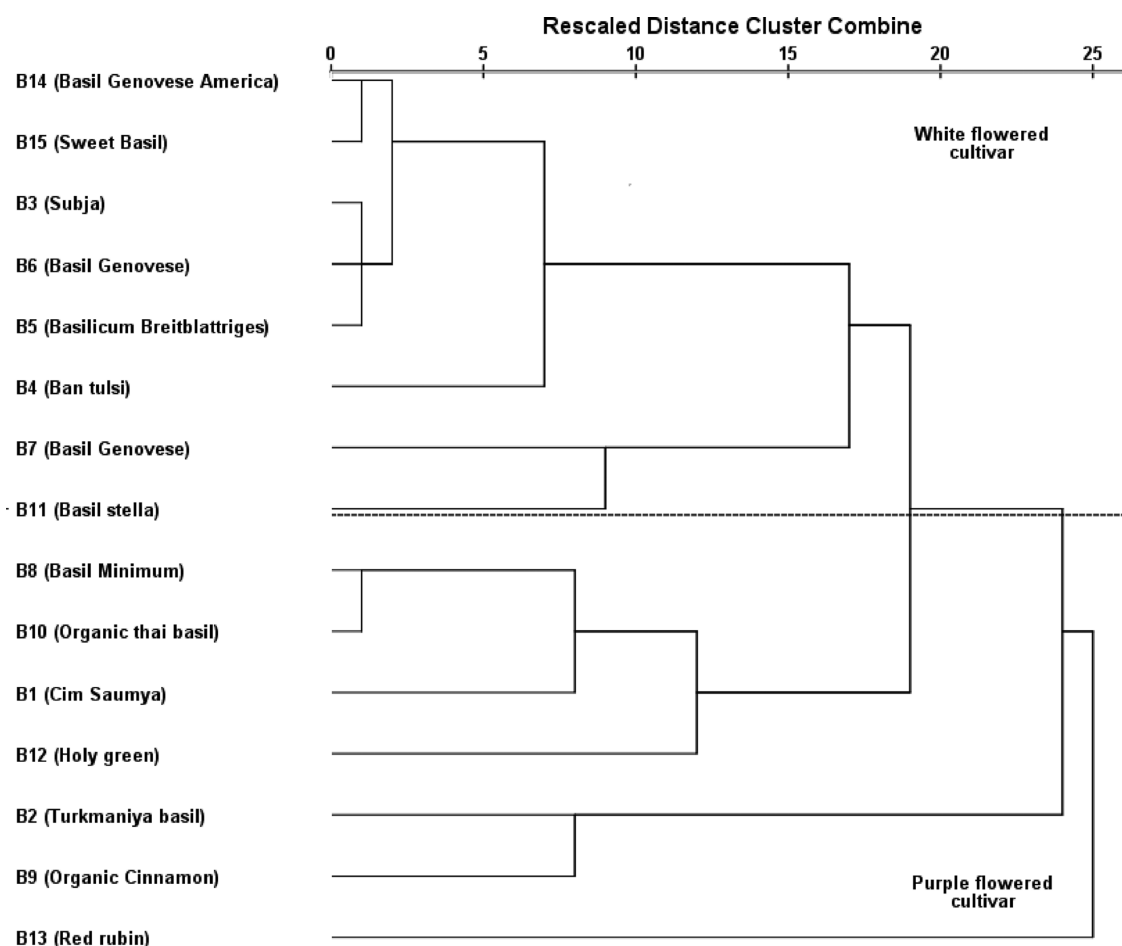 Rescaled Distance Cluster Combine
0 5 10 15 20 25
B14 (Basil Genovese America)
B15 (Sweet Basil)
White flowered
cultivar
B3 (Subja)
B6 (Basil Genovese)
B5 (Basilicum Breitblattriges)
B4 (Ban tulsi)
B7 (Basil Genovese)
B11 (Basil stella)
B8 (Basil Minimum)
B10 (Organic thai basil)
B1 (Cim Saumya)
B12 (Holy green)
B2 (Turkmaniya basil)
B9 (Organic Cinnamon)
Purple flowered
cultivar
B13 (Red rubin)